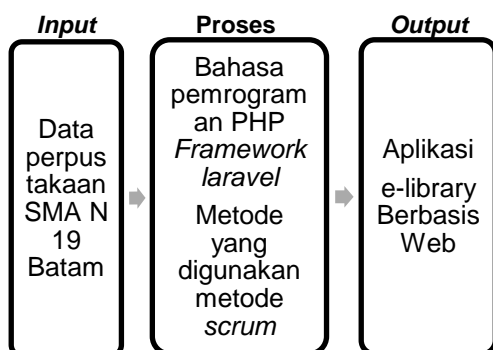 Input
Proses
Output
Data
perpus
takaan
SMA N
19
Batam
Bahasa
pemrogram
an PHP
Framework
laravel
Metode
yang
digunakan
metode
scrum
Aplikasi
e-library
Berbasis
Web